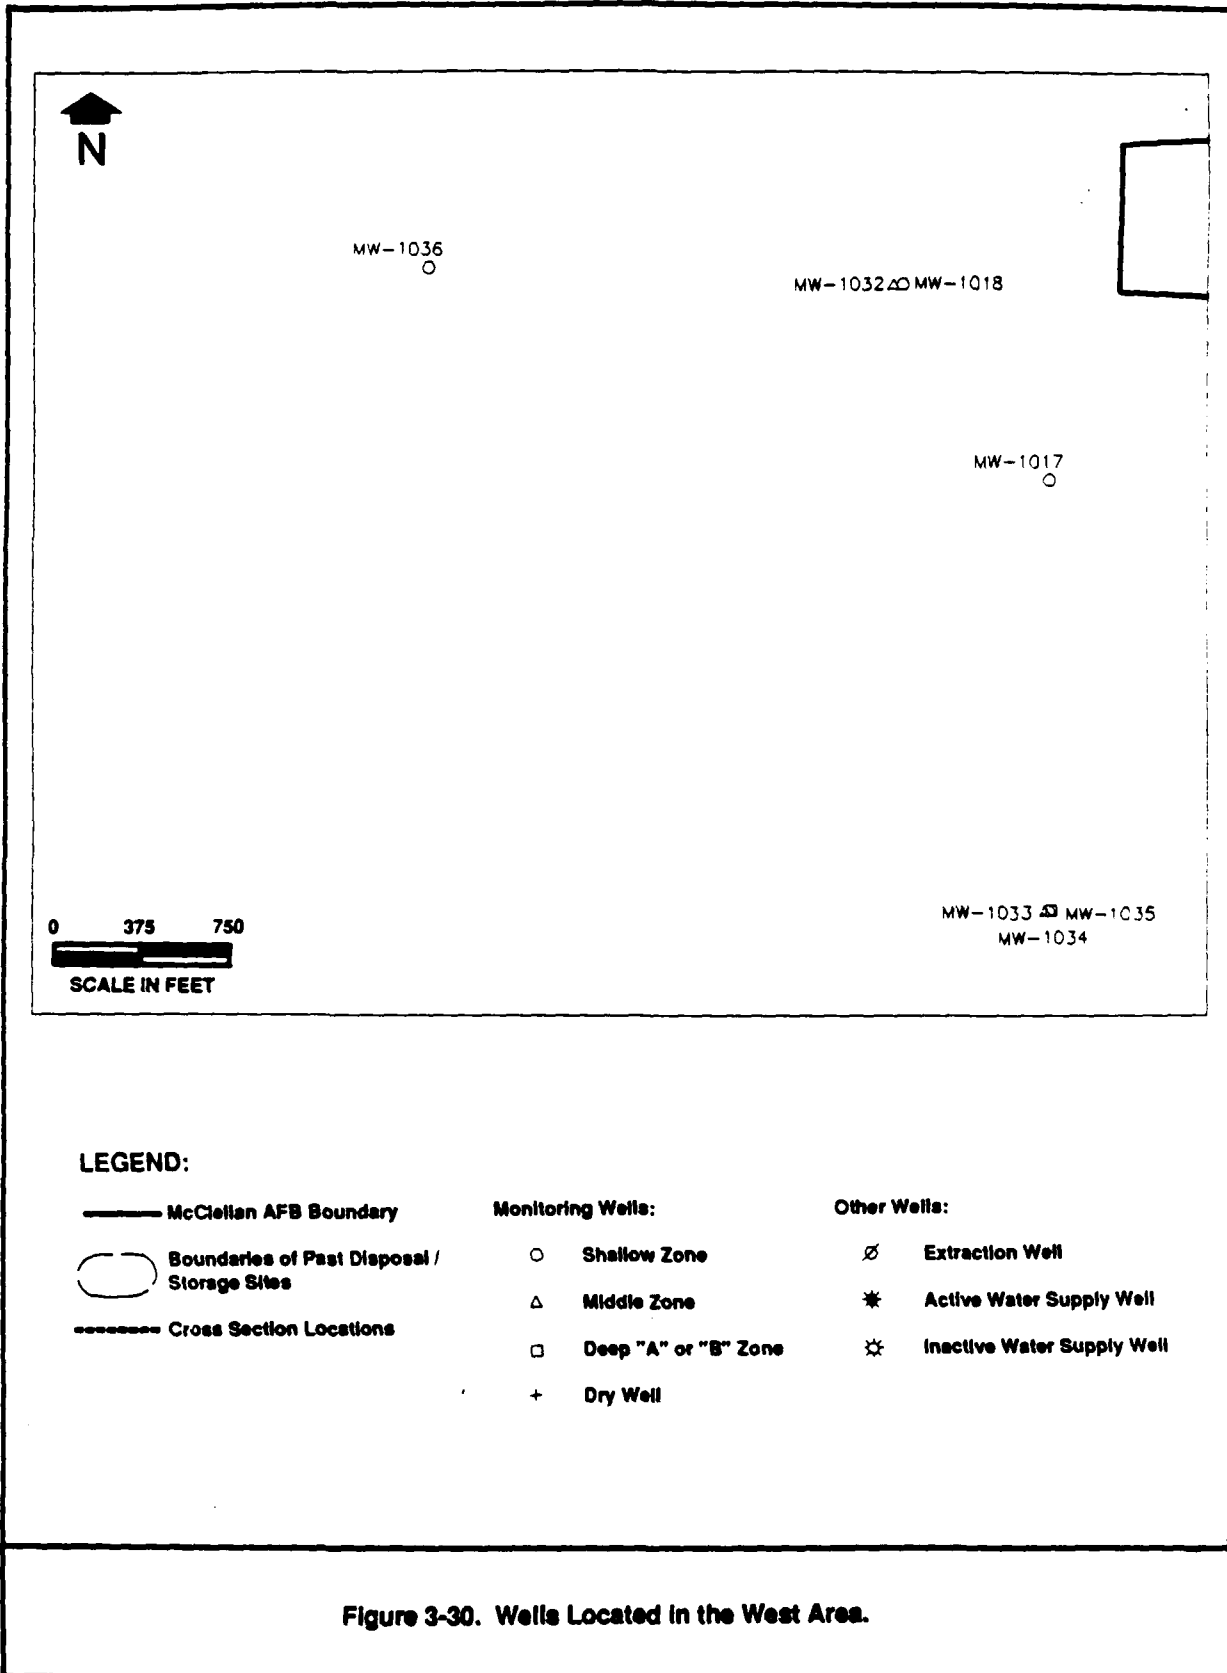 N
MW-1036
MW-1032 MW-1018
MW-1017
MW-1033 MW-1035
MW-1034
0 375 750
SCALE IN FEET
LEGEND:
McClellan AFB Boundary
Boundaries of Past Disposal /
Storage Sites
Cross Section Locations
Monitoring Wells:
Shallow Zone
Middle Zone
Deep "A" or "B" Zone
Dry Well
Other Wells:
Extraction Well
Active Water Supply Well
Inactive Water Supply Well
Figure 3-30. Wells Located in the West Area.